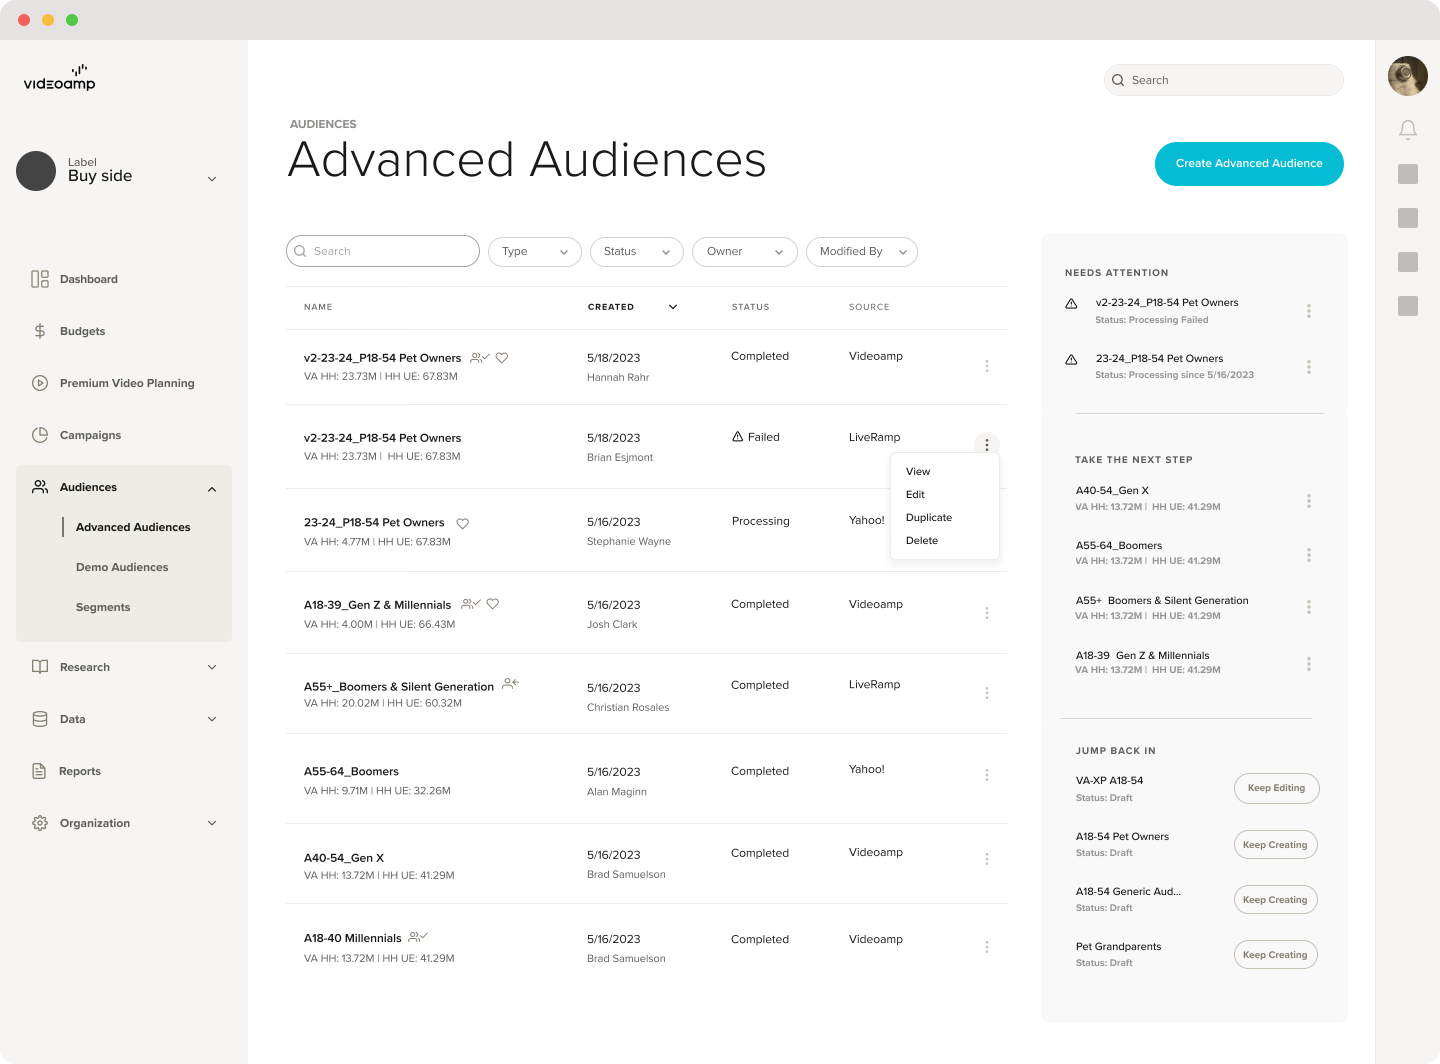 videoamp
Label
Buy side
Dashboard
Budgets
Premium Video Planning
Campaigns
Audiences
Advanced Audiences
Demo Audiences
Segments
Research
Data
Reports
Organization
Search
AUDIENCES
Advanced Audiences
Create Advanced Audience
Search
Type
Status
Owner
Modified By
NAME
CREATED
STATUS
SOURCE
v2-23-24_P18-54 Pet Owners
VA HH: 23.73M | HH UE: 67.83M
5/18/2023
Hannah Rahr
Completed
Videoamp
v2-23-24_P18-54 Pet Owners
VA HH: 23.73M | HH UE: 67.83M
5/18/2023
Brian Esjmont
Failed
LiveRamp
View
Edit
Duplicate
Delete
23-24_P18-54 Pet Owners
VA HH: 4.77M | HH UE: 67.83M
5/16/2023
Stephanie Wayne
Processing
Yahoo!
A18-39_Gen Z & Millennials
VA HH: 4.00M | HH UE: 66.43M
5/16/2023
Josh Clark
Completed
Videoamp
A55+_Boomers & Silent Generation
VA HH: 20.02M | HH UE: 60.32M
5/16/2023
Christian Rosales
Completed
LiveRamp
A55-64_Boomers
VA HH: 9.71M | HH UE: 32.26M
5/16/2023
Alan Maginn
Completed
Yahoo!
A40-54_Gen X
VA HH: 13.72M | HH UE: 41.29M
5/16/2023
Brad Samuelson
Completed
Videoamp
A18-40 Millennials
VA HH: 13.72M | HH UE: 41.29M
5/16/2023
Brad Samuelson
Completed
Videoamp
NEEDS ATTENTION
v2-23-24_P18-54 Pet Owners
Status: Processing Failed
23-24_P18-54 Pet Owners
Status: Processing since 5/16/2023
TAKE THE NEXT STEP
A40-54_Gen X
VA HH: 13.72M | HH UE: 41.29M
A55-64_Boomers
VA HH: 13.72M | HH UE: 41.29M
A55+ Boomers & Silent Generation
VA HH: 13.72M | HH UE: 41.29M
A18-39 Gen Z & Millennials
VA HH: 13.72M | HH UE: 41.29M
JUMP BACK IN
VA-XP A18-54
Status: Draft
Keep Editing
A18-54 Pet Owners
Status: Draft
Keep Creating
A18-54 Generic Aud...
Status: Draft
Keep Creating
Pet Grandparents
Status: Draft
Keep Creating